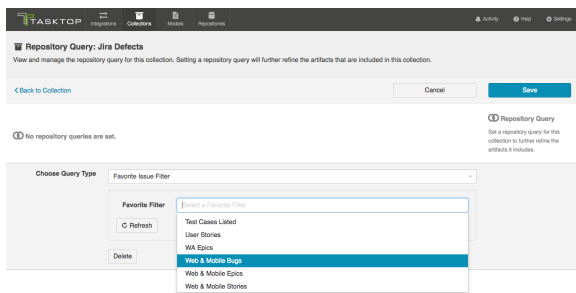 TASKTOP
Integrations
Collections
Models
Repositories
Activity
Help
Settings
Repository Query: Jira Defects
View and manage the repository query for this collection. Setting a repository query will further refine the artifacts that are included in this collection.
Back to Collection
Cancel
Save
Repository Query
Set a repository query for this
collection to further refine the
artifacts it includes.
No repository queries are set.
Choose Query Type
Favorite Issue Filter
Favorite Filter
Select a Favorite Filter
Refresh
Test Cases Listed
User Stories
WA Epics
Delete
Web & Mobile Bugs
Web & Mobile Epics
Web & Mobile Stories